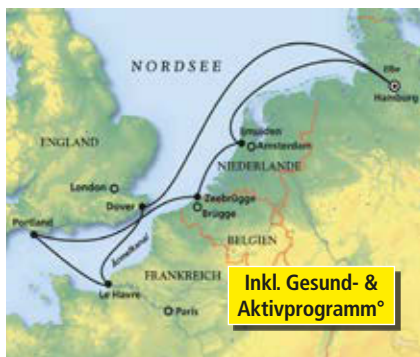 NORDSEE
Elbe
Hamburg
ENGLAND
Ijmuiden
Amsterdam
NIEDERLANDE
London
Dover
Zeebrügge
Brügge
Portland
BELGIEN
Ärmelkanal
FRANKREICH
Le Havre
Paris
Inkl. Gesund- &
Aktivprogramm°